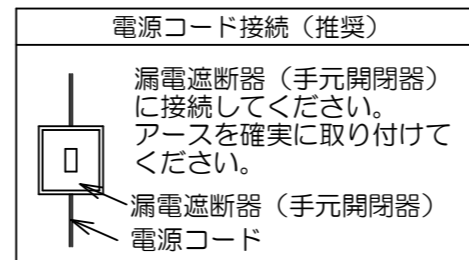 電源コード接続（推奨）
漏電遮断器（手元開閉器）
に接続してください。
アースを確実に取り付けて
ください。
漏電遮断器（手元開閉器）
電源コード